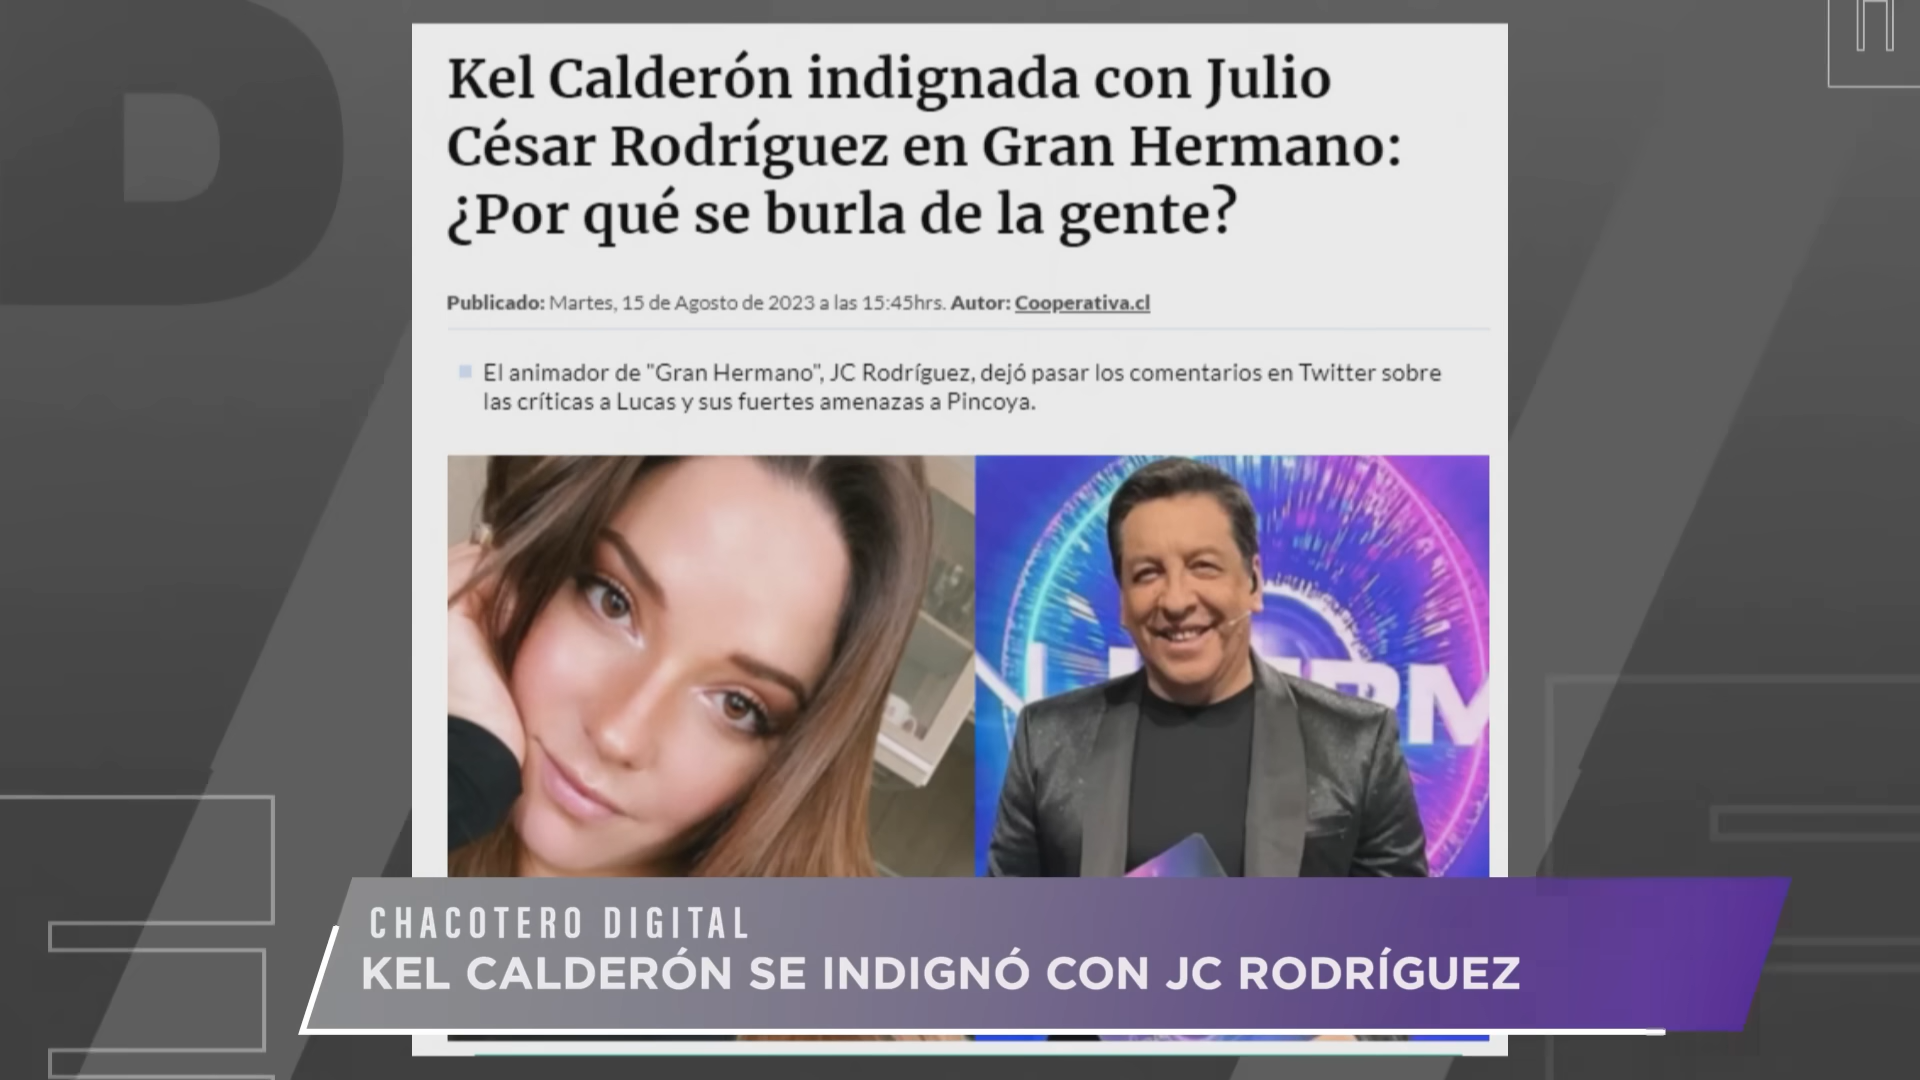 Kel Calderón indignada con Julio
César Rodríguez en Gran Hermano:
¿Por qué se burla de la gente?
Publicado: Martes, 15 de Agosto de 2023 a las 15:45hrs. Autor: Cooperativa.cl
El animador de "Gran Hermano", JC Rodríguez, dejó pasar los comentarios en Twitter sobre
las críticas a Lucas y sus fuertes amenazas a Pincoya.
CHACOTERO DIGITAL
KEL CALDERÓN SE INDIGNÓ CON JC RODRÍGUEZ